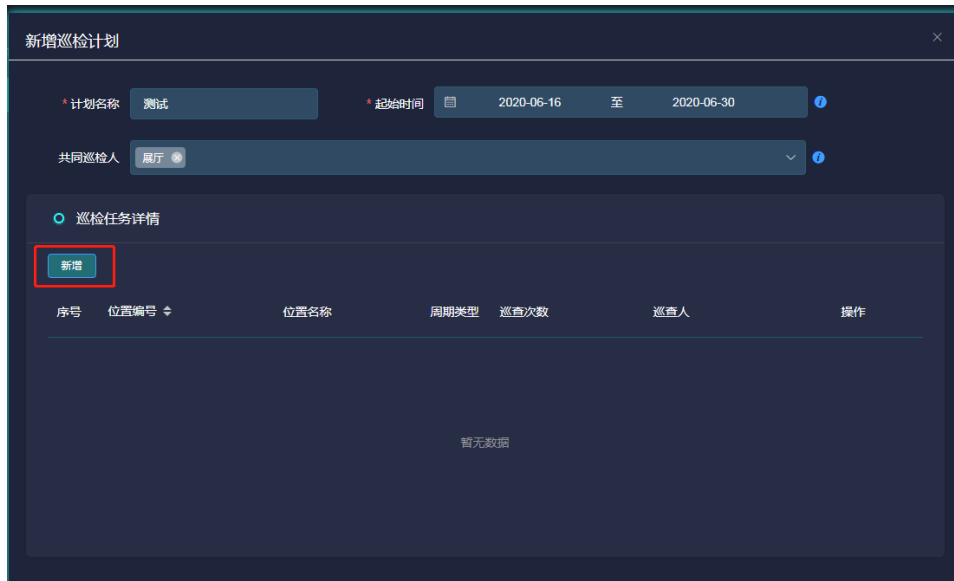 新增巡检计划
* 计划名称 测试 * 起始时间 2020-06-16 至 2020-06-30
共同巡检人 展厅
巡检任务详情
新增
序号 位置编号 位置名称 周期类型 巡查次数 巡查人 操作
暂无数据